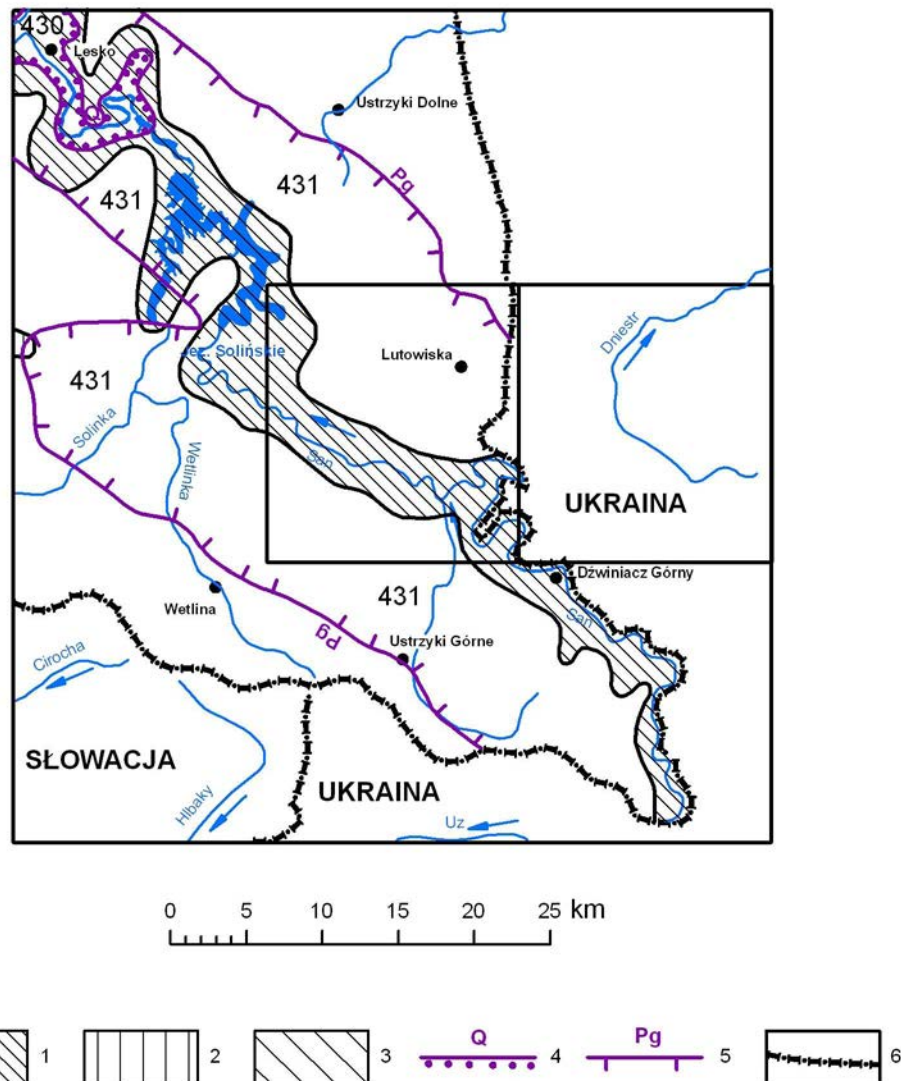 430
Lesko
Q
Ustrzyki Dolne
431
Pg
431
Dniestr
Jez. Solińskie
Lutowiska
431
Solinka
Wetlinka
San
UKRAINA
Dźwiniacz Górny
431
San
Wetlina
Pg
Ustrzyki Górne
Cirocha
SŁOWACJA
UKRAINA
Hlbaky
Uz
0 5 10 15 20 25 km
1 2 3 Q 4 Pg 5 6